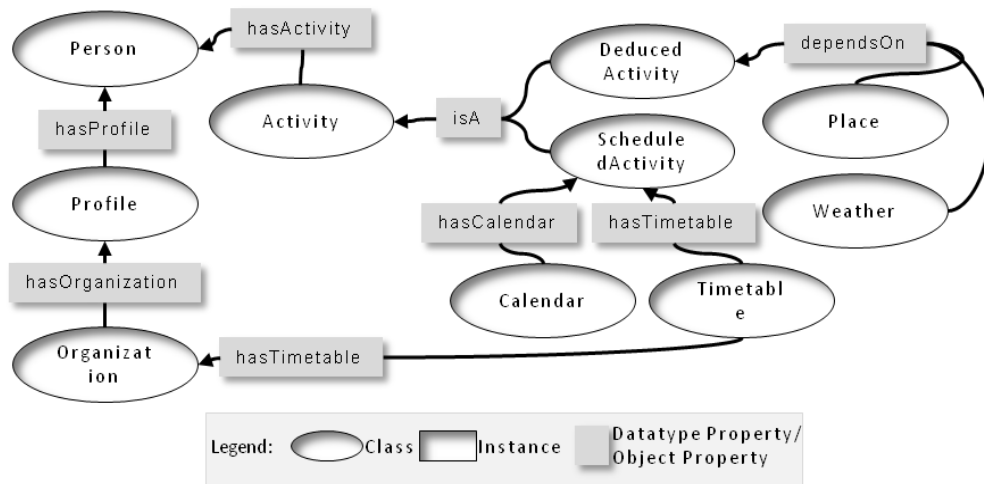 Person
hasActivity
Deduced
Activity
dependsOn
hasProfile
Activity
isA
Place
Schedule
dActivity
Profile
hasCalendar
hasTimetable
Weather
hasOrganization
Calendar
Timetabl
e
Organizat
ion
hasTimetable
Legend:
Class
Instance
Datatype Property/
Object Property